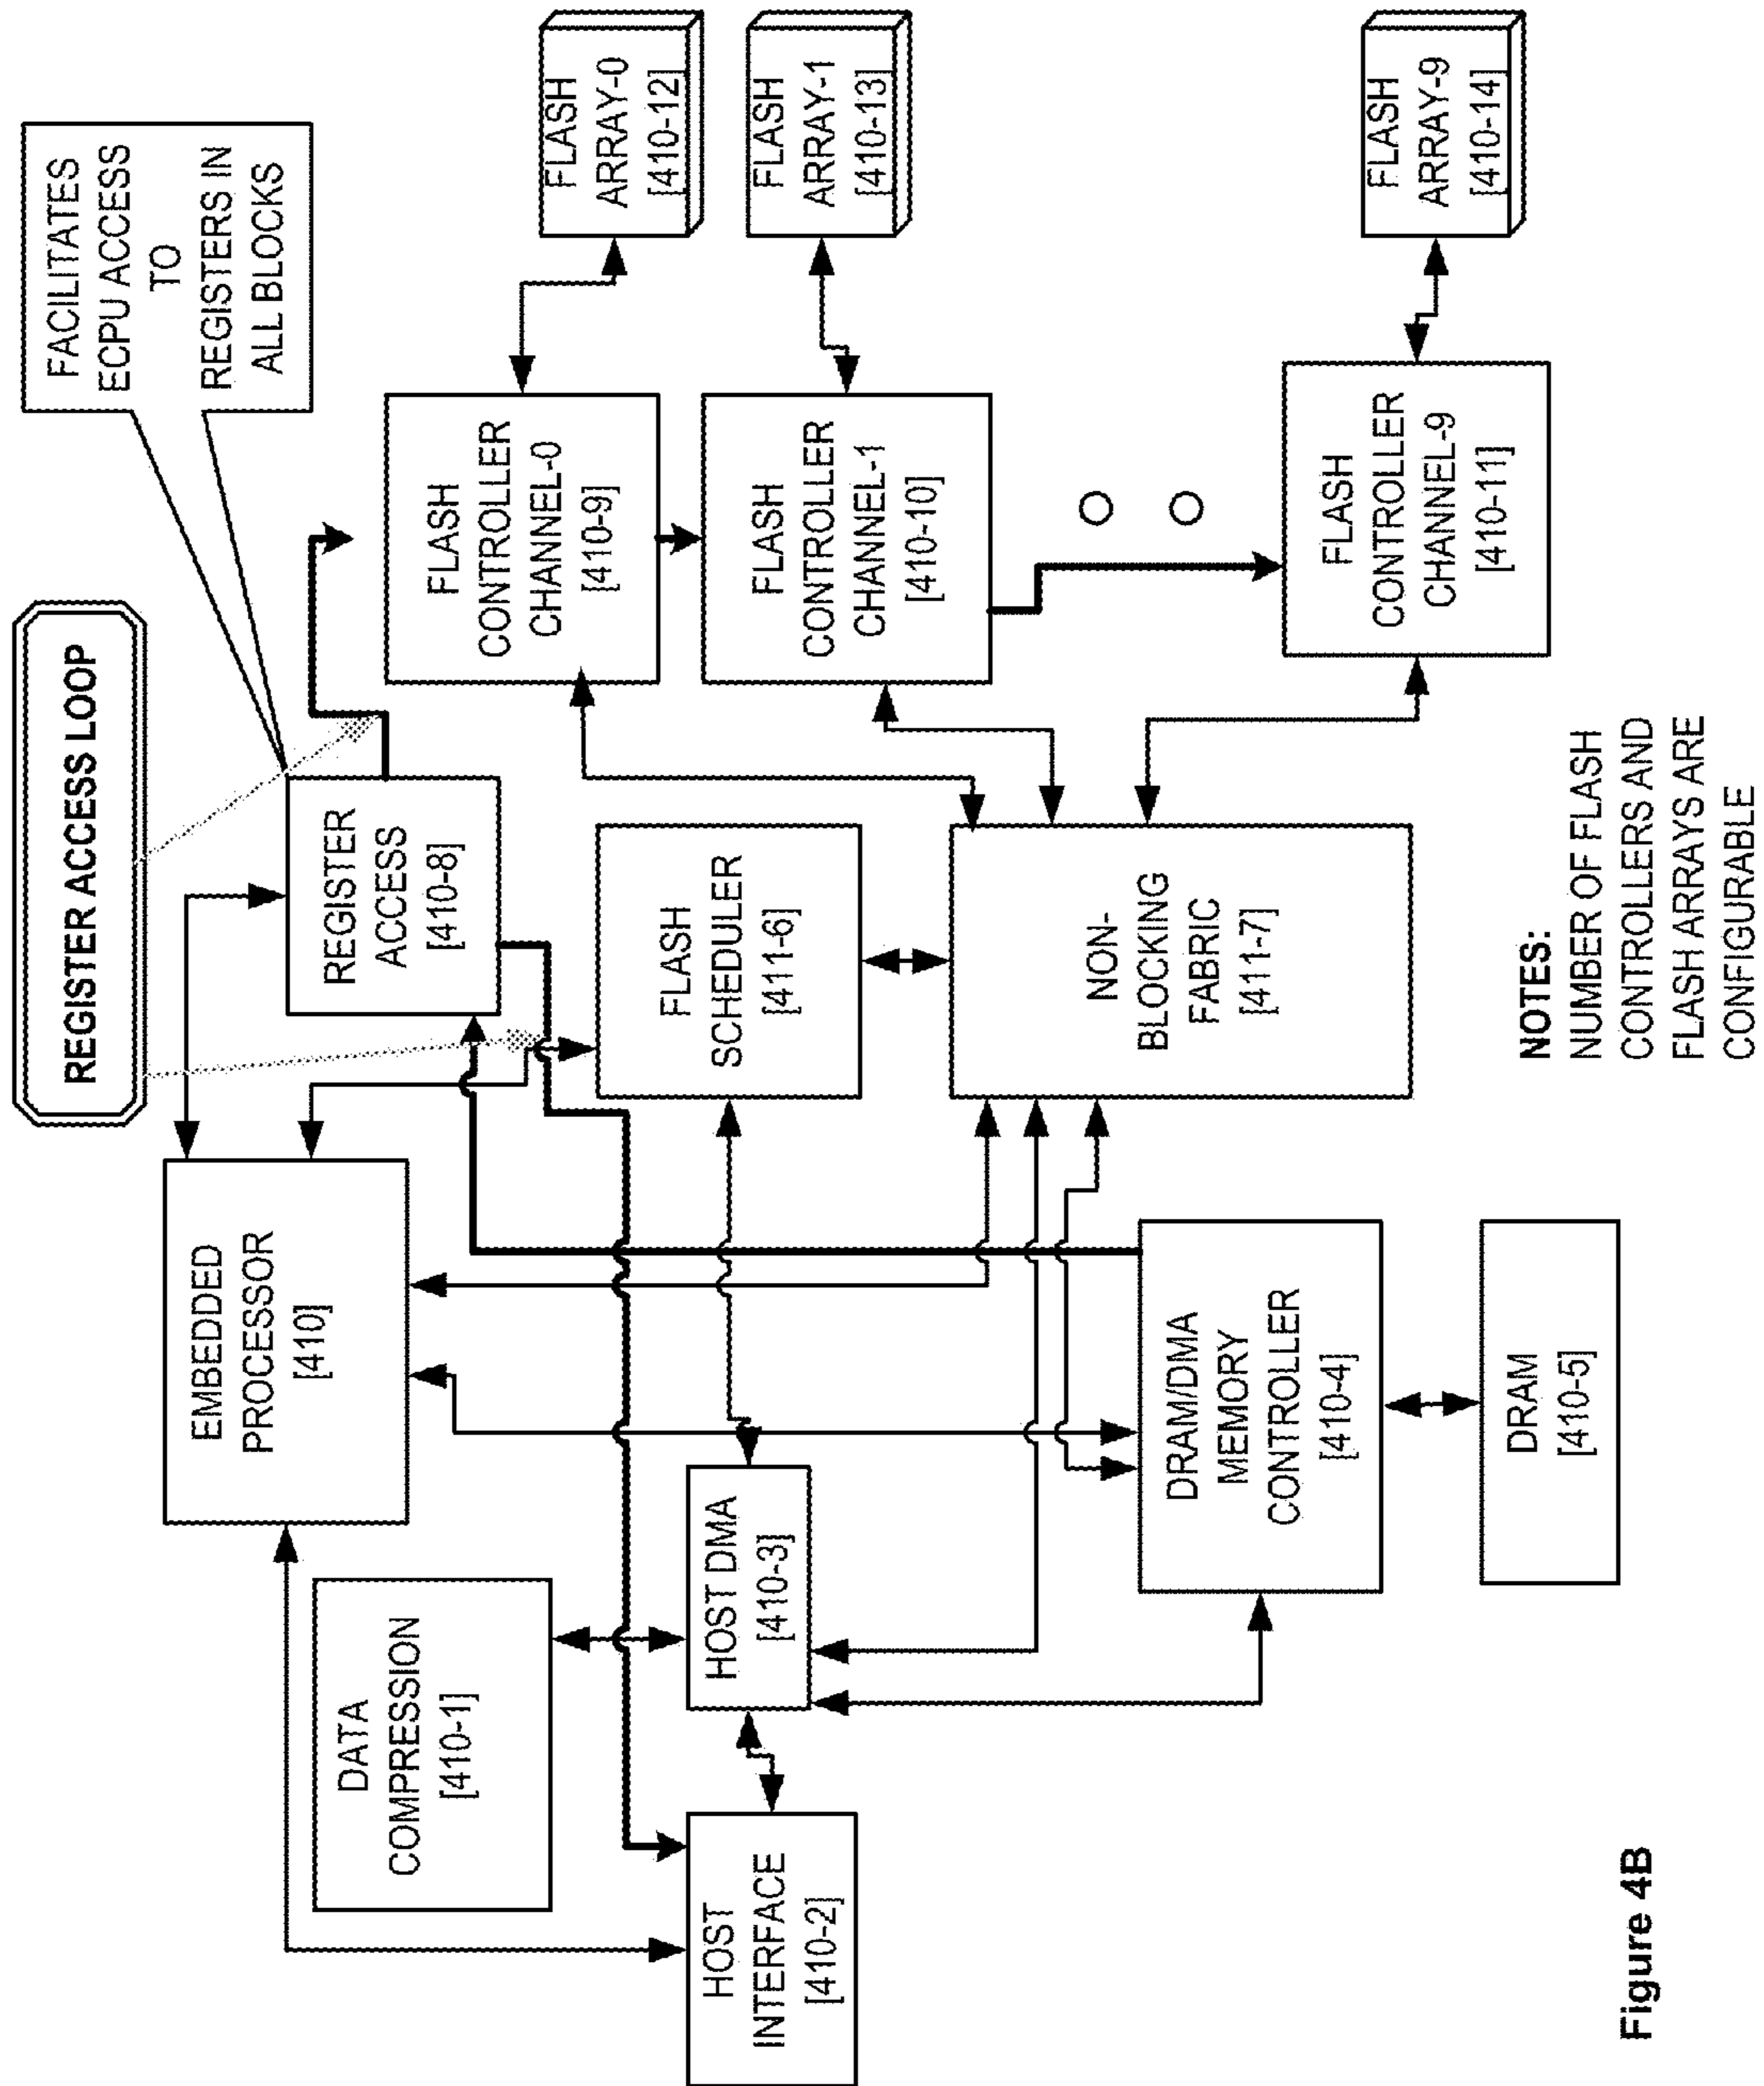 REGISTER ACCESS LOOP
FACILITATES
ECPU ACCESS
TO
REGISTERS IN
ALL BLOCKS
EMBEDDED
PROCESSOR
[410]
REGISTER
ACCESS
[410-8]
DATA
COMPRESSION
[410-1]
HOST
INTERFACE
[410-2]
HOST DMA
[410-3]
FLASH
SCHEDULER
[411-6]
FLASH
CONTROLLER
CHANNEL-0
[410-9]
FLASH
ARRAY-0
[410-12]
FLASH
CONTROLLER
CHANNEL-1
[410-10]
FLASH
ARRAY-1
[410-13]
NON-
BLOCKING
FABRIC
[411-7]
DRAM/DMA
MEMORY
CONTROLLER
[410-4]
DRAM
[410-5]
FLASH
CONTROLLER
CHANNEL-9
[410-11]
FLASH
ARRAY-9
[410-14]
NOTES:
NUMBER OF FLASH
CONTROLLERS AND
FLASH ARRAYS ARE
CONFIGURABLE
Figure 4B